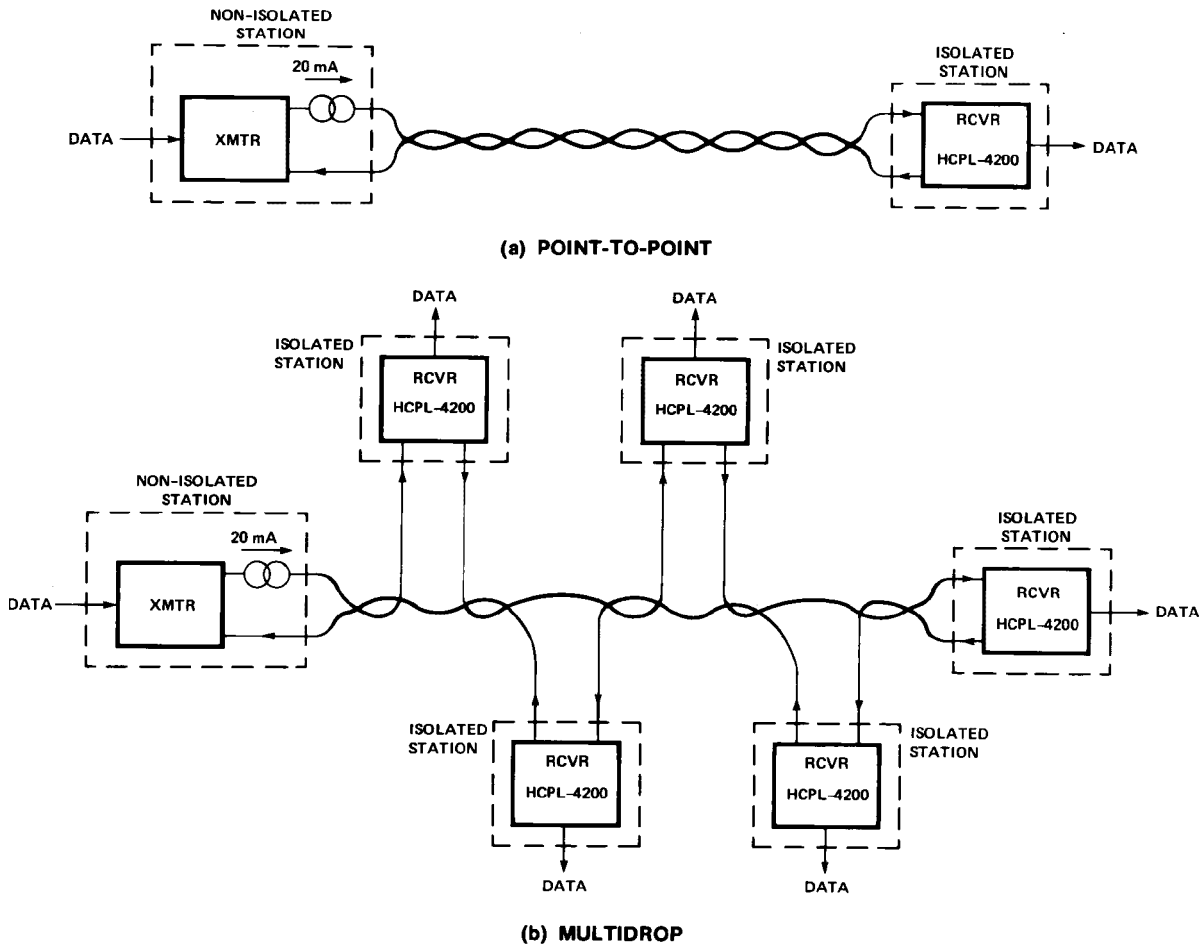 NON-ISOLATED
STATION
20 mA
DATA
XMTR
ISOLATED
STATION
RCVR
HCPL-4200
DATA
(a) POINT-TO-POINT
DATA
ISOLATED
STATION
RCVR
HCPL-4200
DATA
ISOLATED
STATION
RCVR
HCPL-4200
NON-ISOLATED
STATION
20 mA
DATA
XMTR
ISOLATED
STATION
RCVR
HCPL-4200
DATA
ISOLATED
STATION
RCVR
HCPL-4200
DATA
ISOLATED
STATION
RCVR
HCPL-4200
DATA
(b) MULTIDROP